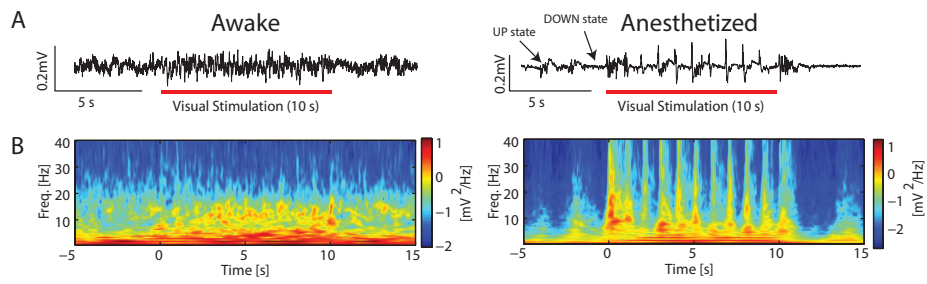 A
Awake
Anesthetized
DOWN state
UP state
0.2mV
5 s
Visual Stimulation (10 s)
0.2mV
5 s
Visual Stimulation (10 s)
B
Freq. [Hz]
40
30
20
10
−5
0
5
10
15
Time [s]
1
0
−1
−2
[mV²/Hz]
Freq. [Hz]
40
30
20
10
−5
0
5
10
15
Time [s]
1
0
−1
−2
[mV²/Hz]